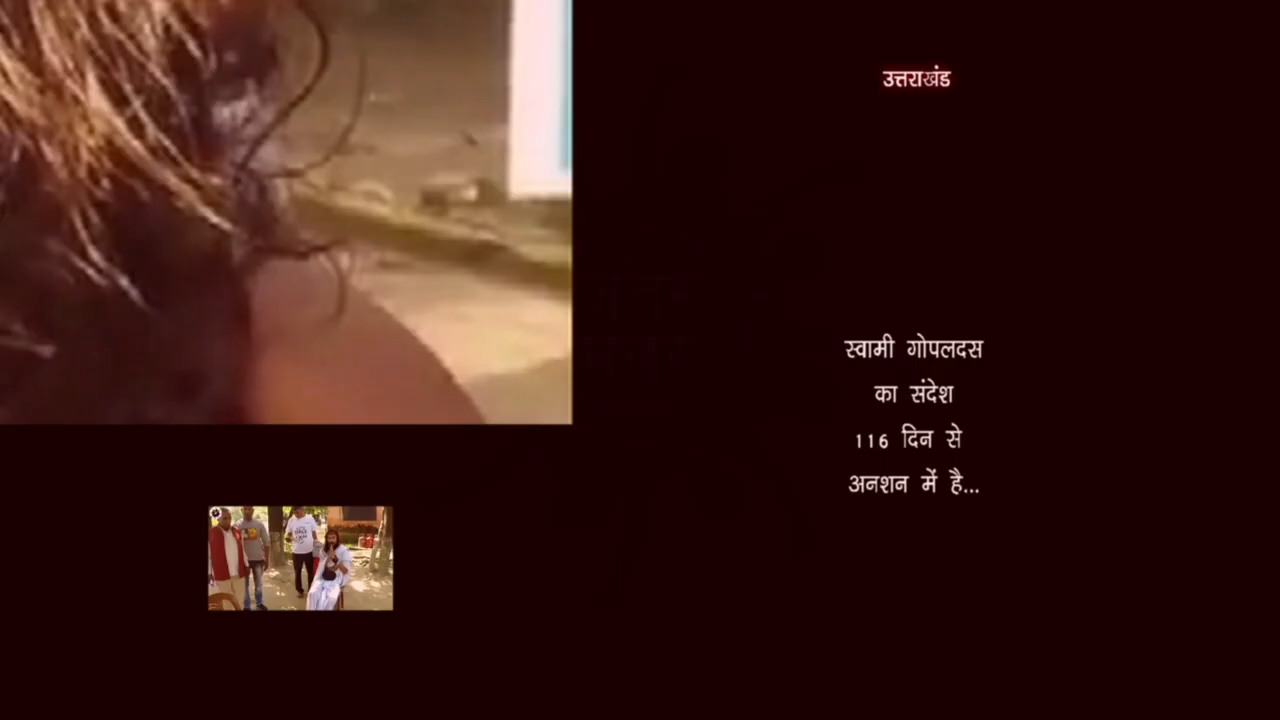 उत्तराखंड
स्वामी गोपलदस
का संदेश
116 दिन से
अनशन में है...